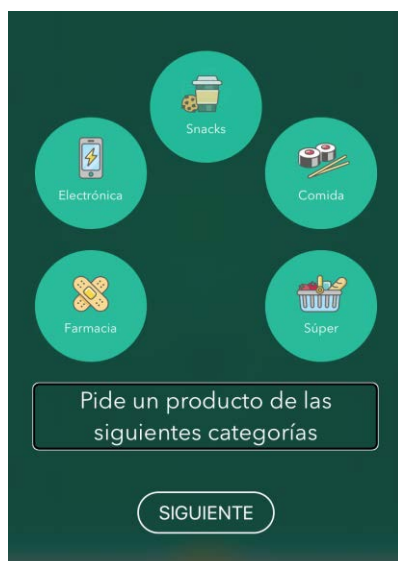 Snacks
Electrónica
Comida
Farmacia
Súper
Pide un producto de las
siguientes categorías
SIGUIENTE